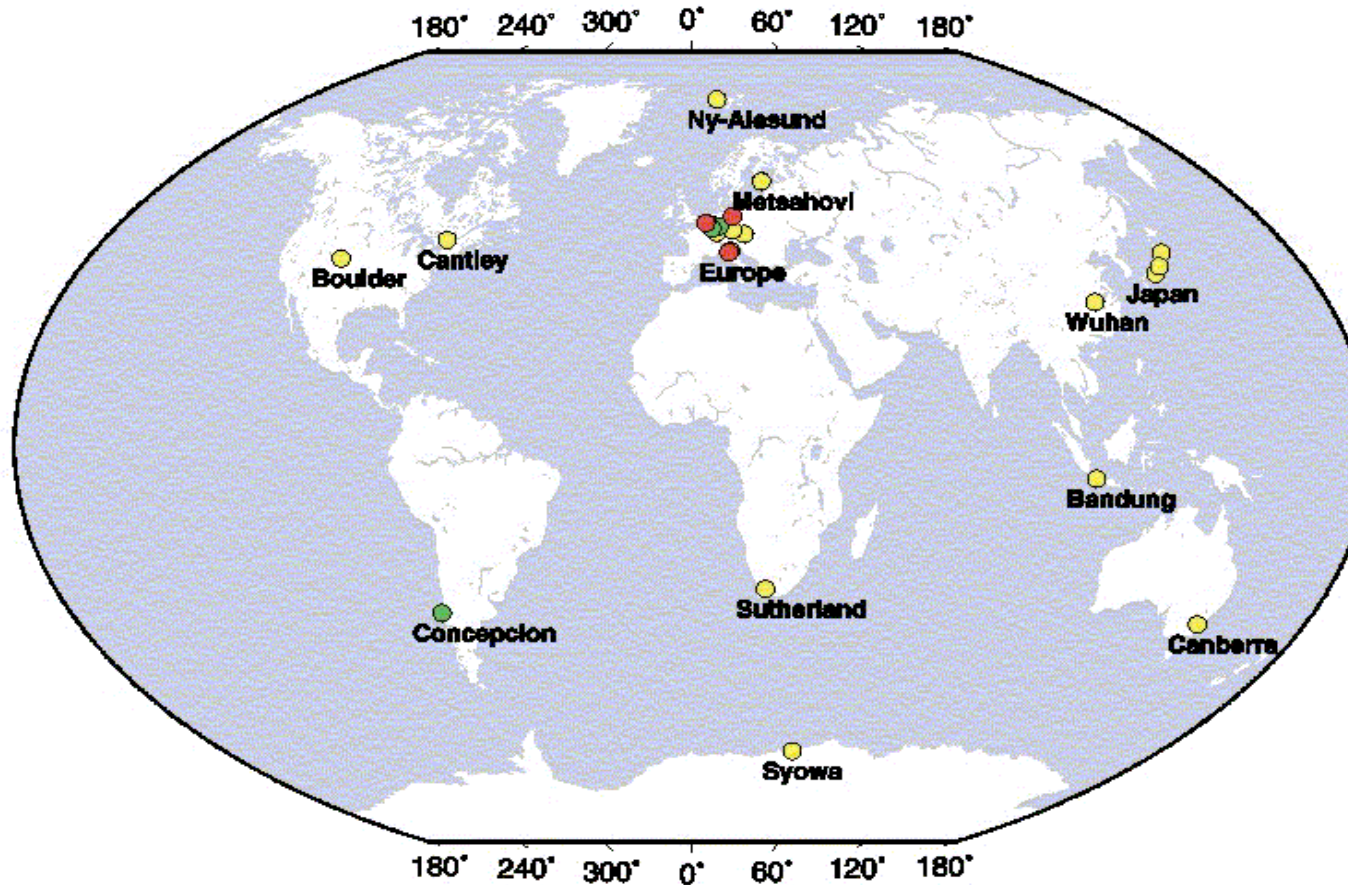 180° 240° 300° 0° 60° 120° 180°
Ny-Alesund
Metsahovi
Cantley
Boulder
Europe
Japan
Wuhan
Bandung
Sutherland
Concepcion
Canberra
Syowa
180° 240° 300° 0° 60° 120° 180°